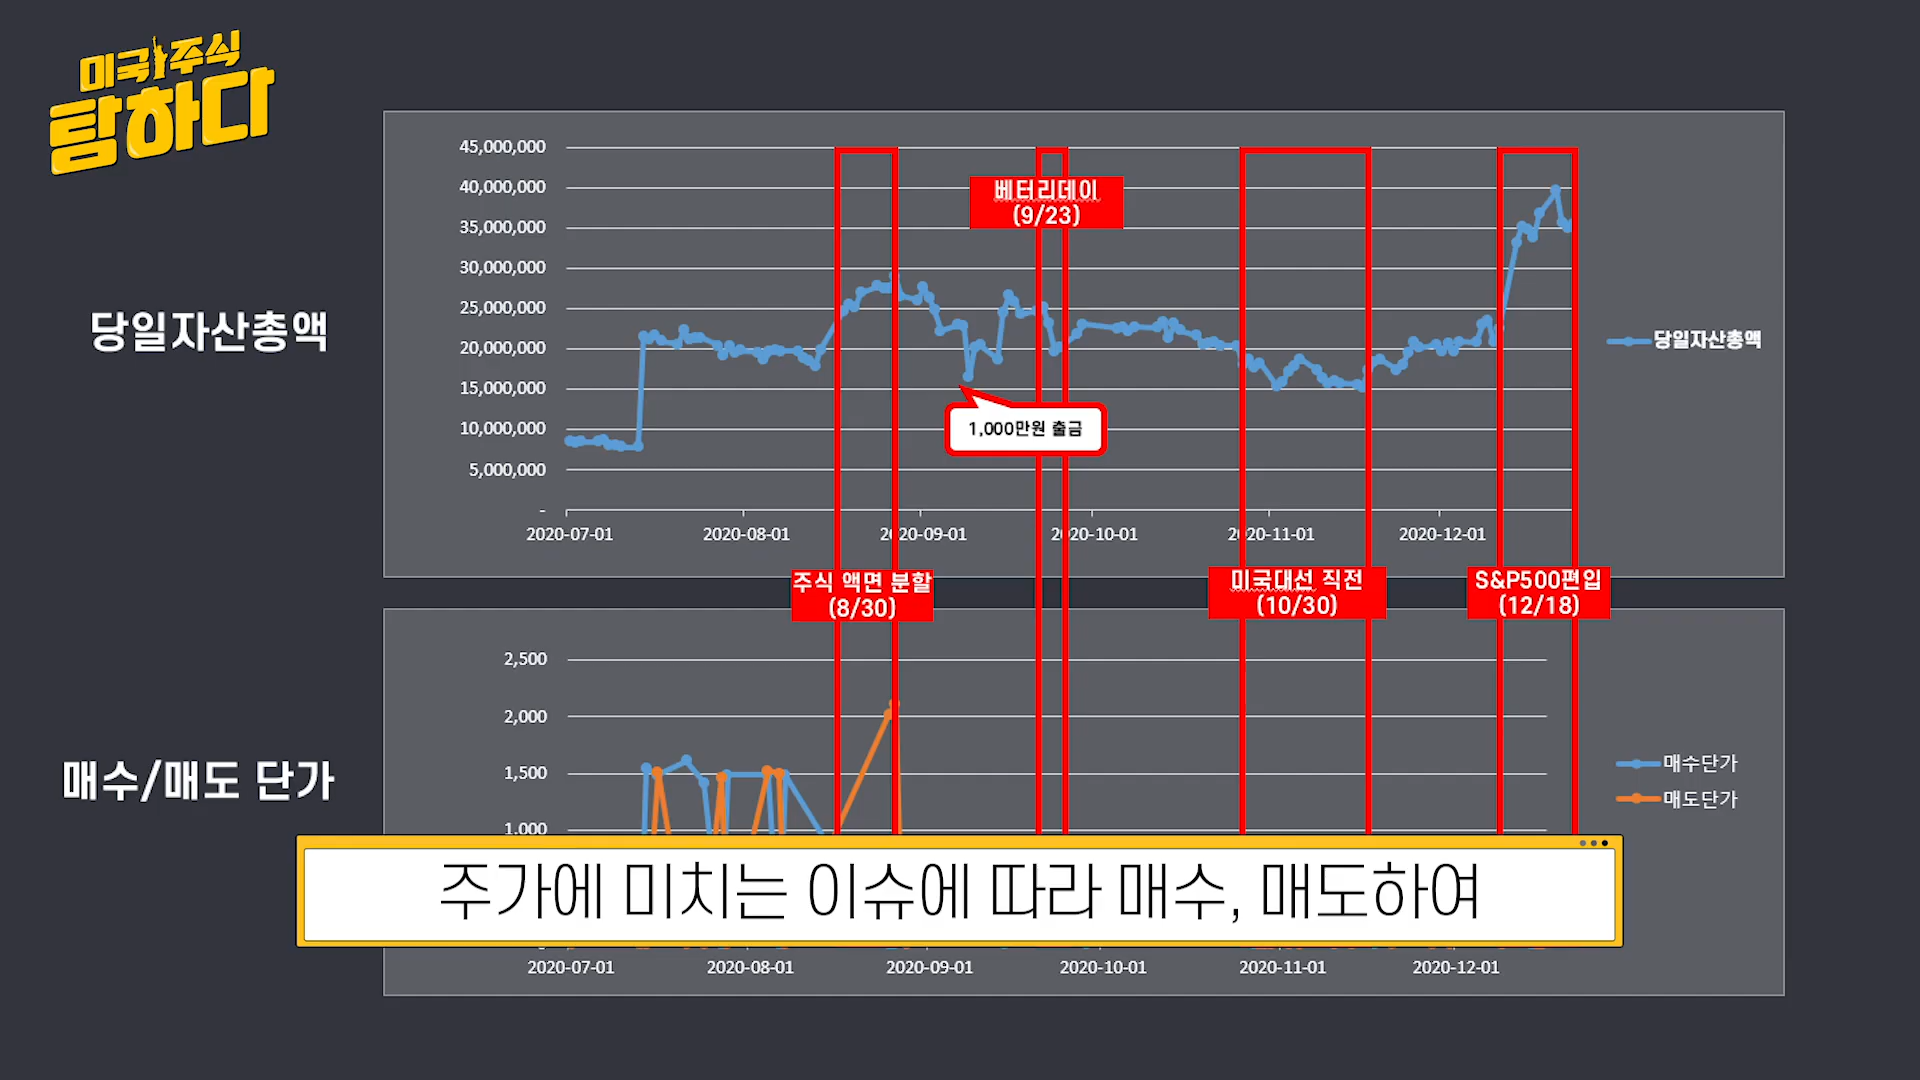 미국 주식
탐하다
당일자산총액
45,000,000
40,000,000
35,000,000
30,000,000
25,000,000
20,000,000
15,000,000
10,000,000
5,000,000
-
2020-07-01 2020-08-01 2020-09-01 2020-10-01 2020-11-01 2020-12-01
베터리데이
(9/23)
1,000만원 출금
당일자산총액
주식 액면 분할
(8/30)
미국대선 직전
(10/30)
S&P500편입
(12/18)
매수/매도 단가
2,500
2,000
1,500
1,000
매수단가
매도단가
주가에 미치는 이슈에 따라 매수, 매도하여
2020-07-01 2020-08-01 2020-09-01 2020-10-01 2020-11-01 2020-12-01